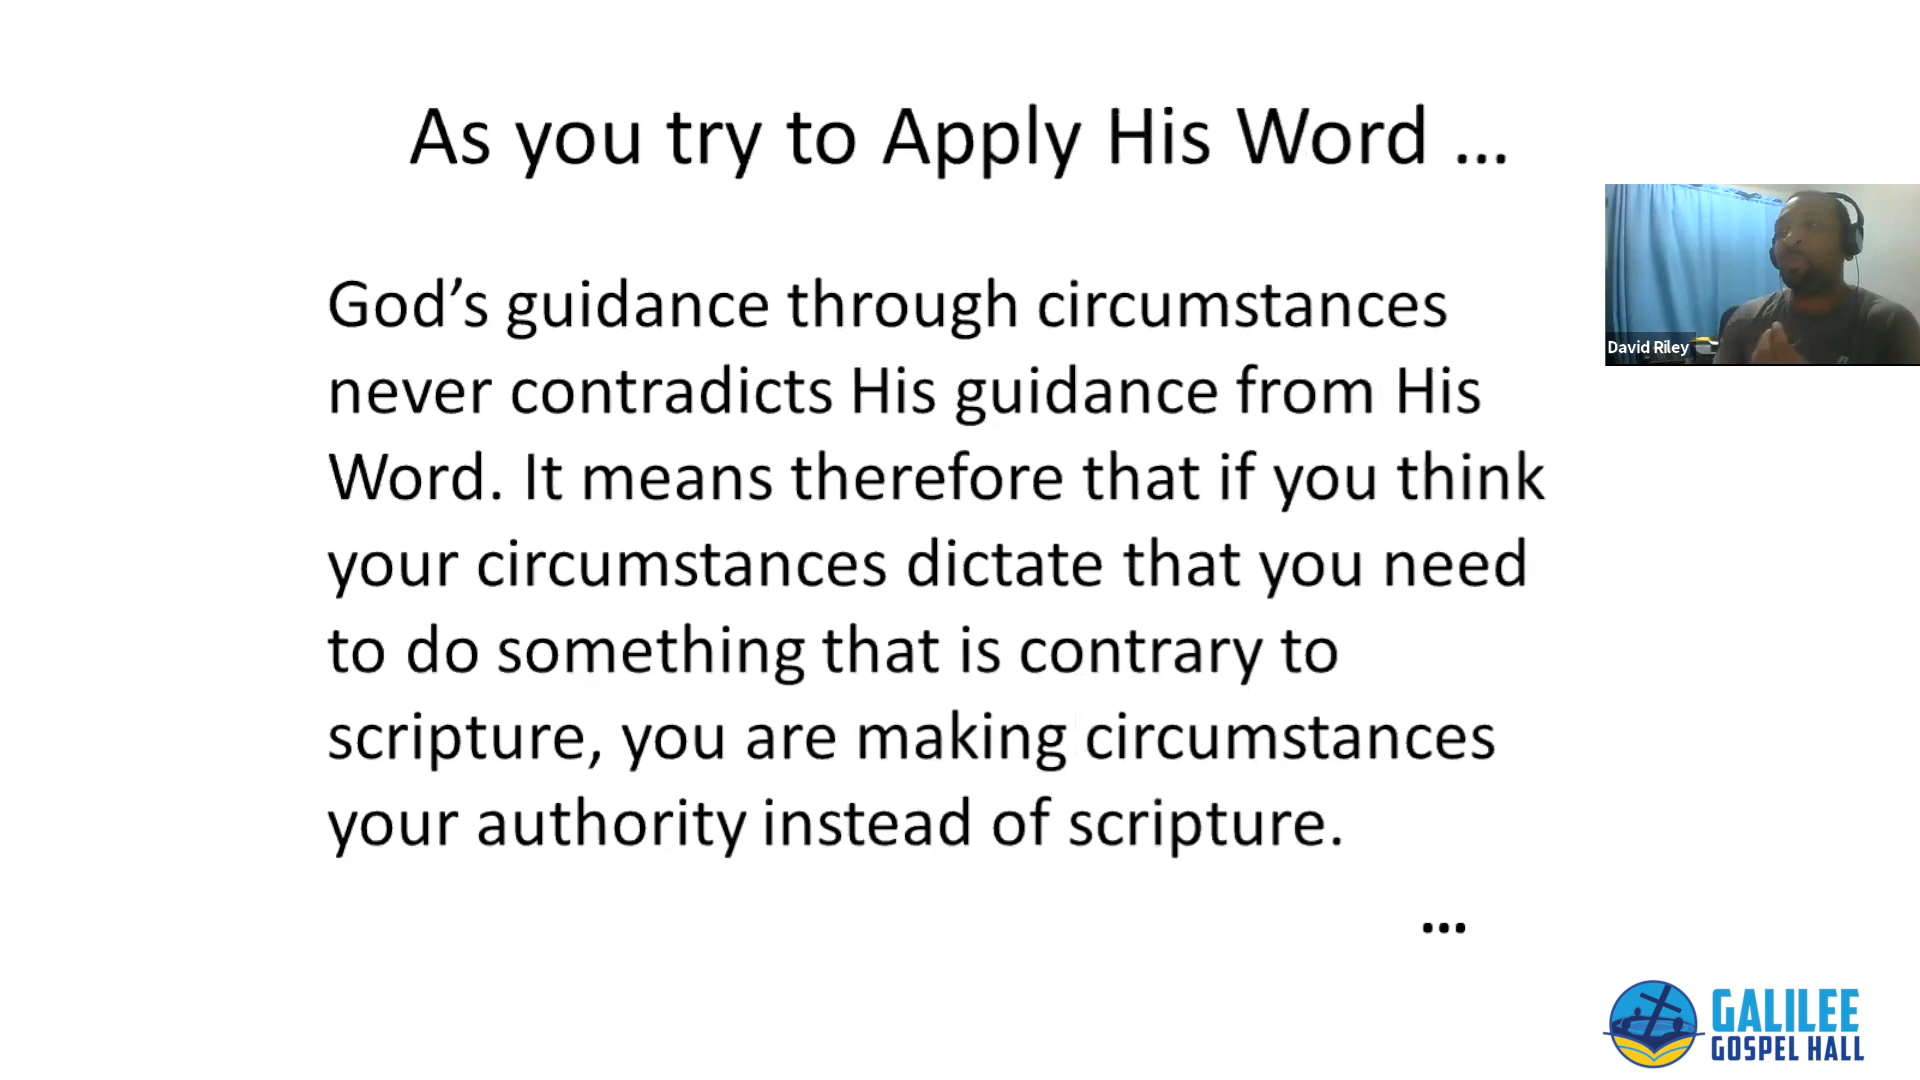 As you try to Apply His Word ...
God’s guidance through circumstances
never contradicts His guidance from His
Word. It means therefore that if you think
your circumstances dictate that you need
to do something that is contrary to
scripture, you are making circumstances
your authority instead of scripture.
...
David Riley
GALILEE
GOSPEL HALL